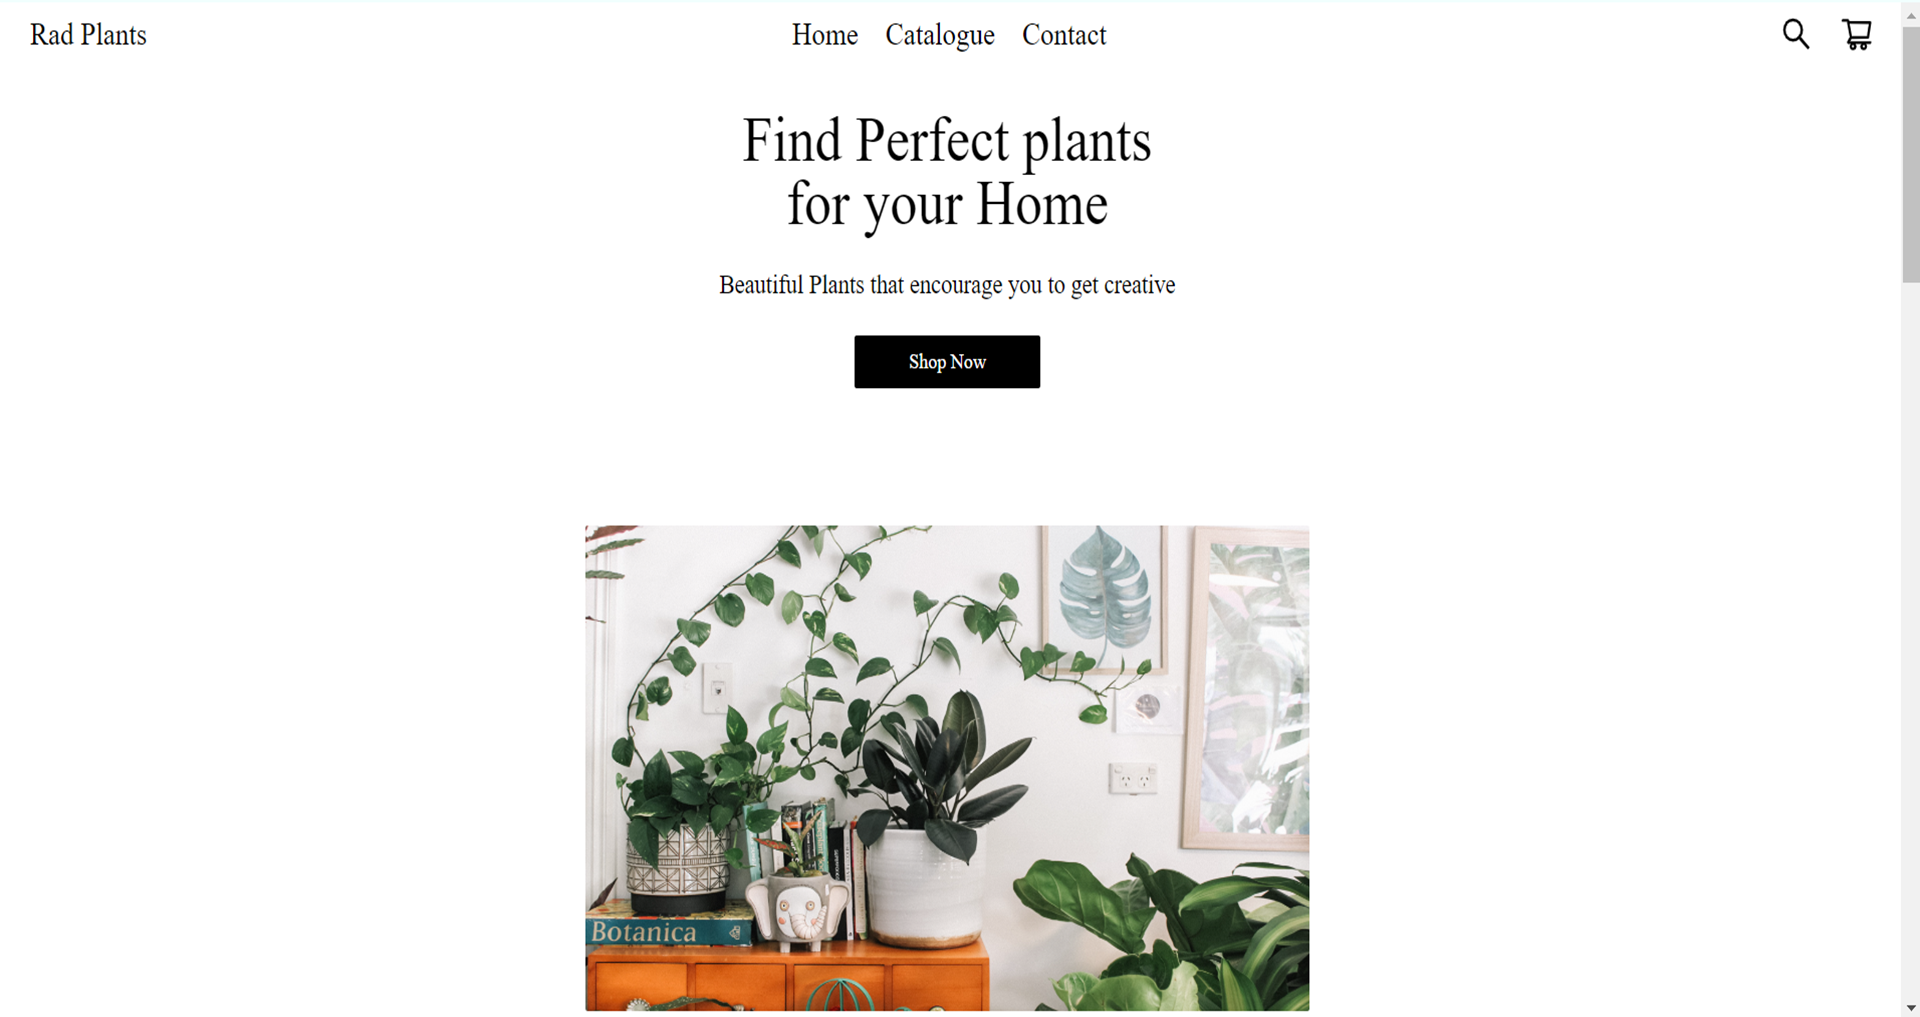 Rad Plants
Home Catalogue Contact
Find Perfect plants
for your Home
Beautiful Plants that encourage you to get creative
Shop Now
Botanica